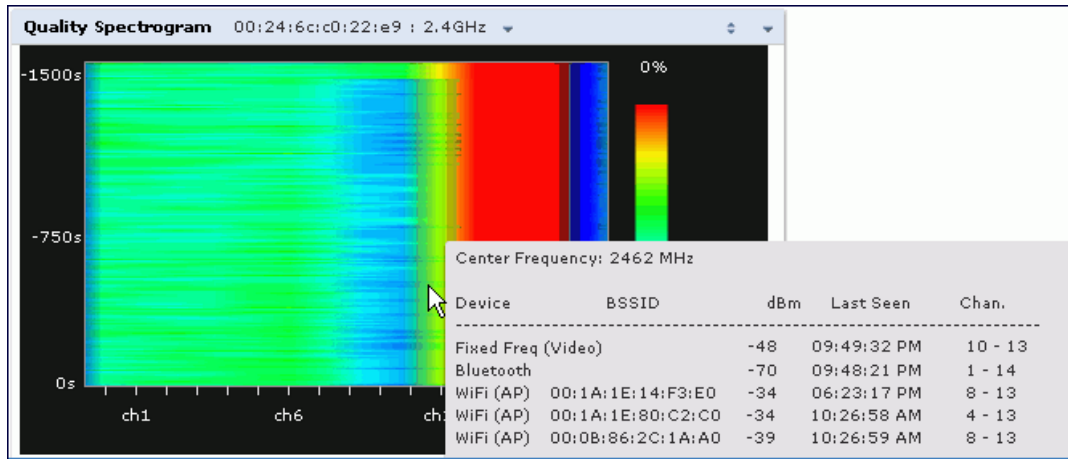 Quality Spectrogram 00:24:6c:c0:22:e9 : 2.4GHz
0%
-1500s
-750s
0s
ch1 ch6 ch
Center Frequency: 2462 MHz
Device BSSID dBm Last Seen Chan.
--------------------------------------------------------------------------------
Fixed Freq (Video) -48 09:49:32 PM 10 - 13
Bluetooth -70 09:48:21 PM 1 - 14
WiFi (AP) 00:1A:1E:14:F3:E0 -34 06:23:17 PM 8 - 13
WiFi (AP) 00:1A:1E:80:C2:C0 -34 10:26:58 AM 4 - 13
WiFi (AP) 00:0B:86:2C:1A:A0 -39 10:26:59 AM 8 - 13